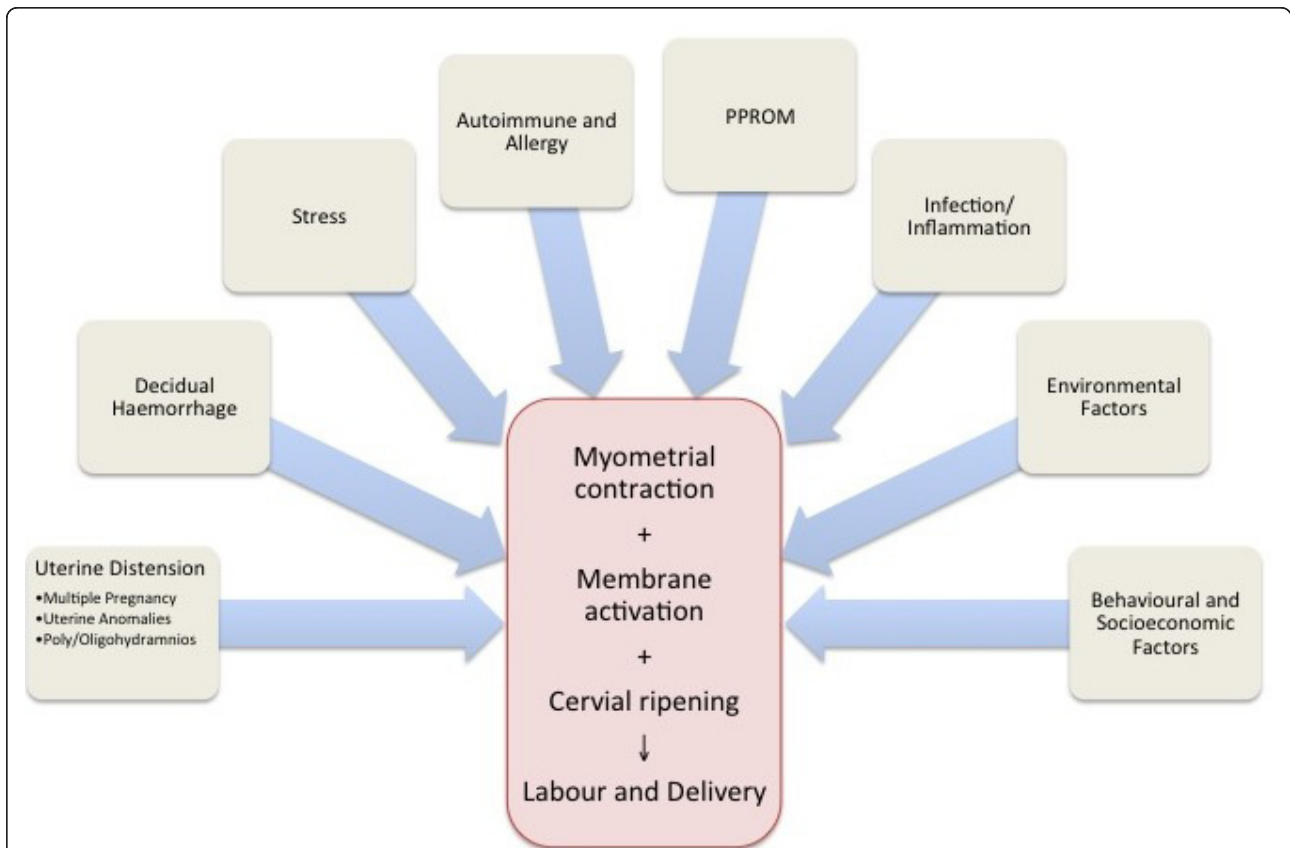 Autoimmune and
Allergy
PPROM
Stress
Infection/
Inflammation
Decidual
Haemorrhage
Environmental
Factors
Uterine Distension
•Multiple Pregnancy
•Uterine Anomalies
•Poly/Oligohydramnios
Behavioural and
Socioeconomic
Factors
Myometrial
contraction
+
Membrane
activation
+
Cervial ripening
↓
Labour and Delivery